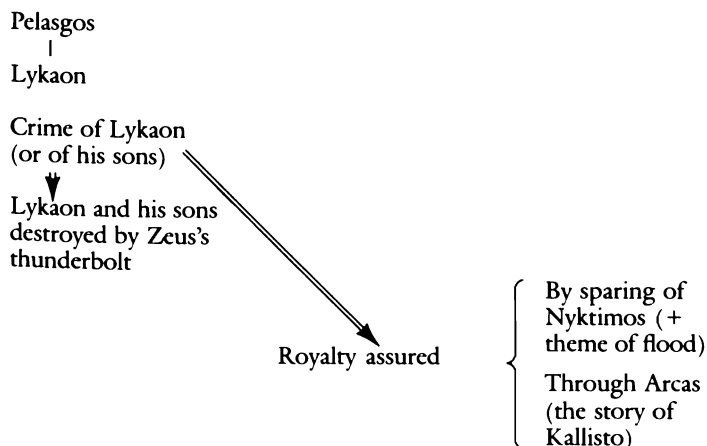 Pelasgos
Lykaon
Crime of Lykaon
(or of his sons)
Lykaon and his sons
destroyed by Zeus's
thunderbolt
Royalty assured
By sparing of
Nyktimos (+
theme of flood)
Through Arcas
(the story of
Kallisto)